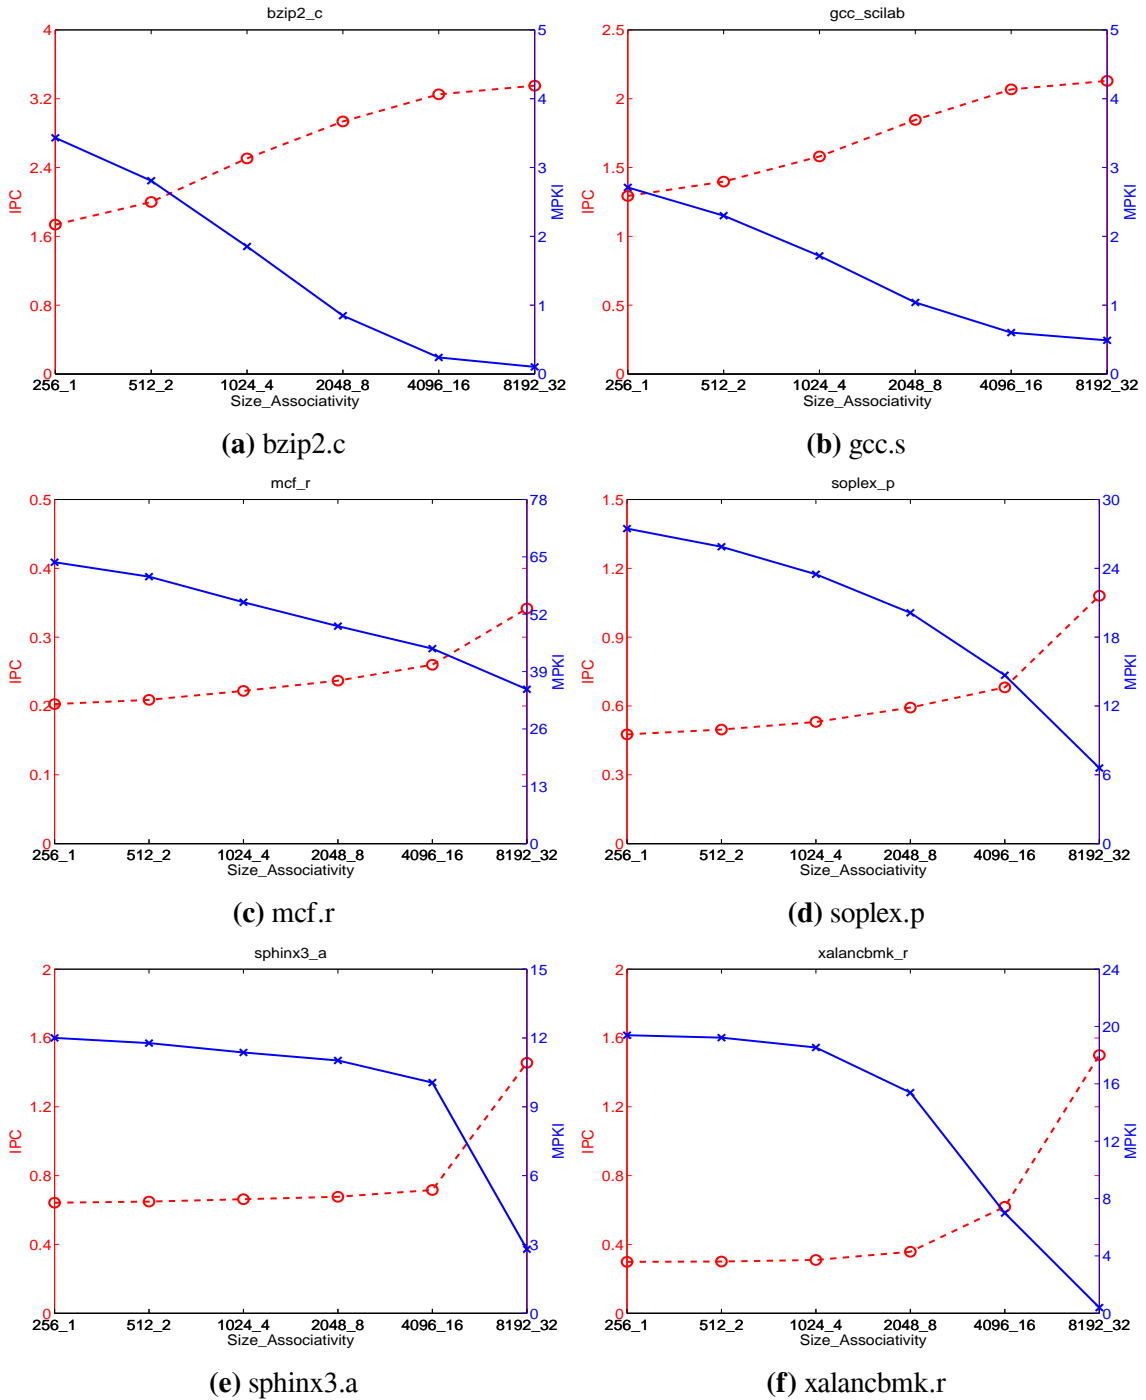 bzip2_c
4
3.2
2.4
1.6
0.8
0
IPC
5
4
3
2
1
0
MPKI
256_1 512_2 1024_4 2048_8 4096_16 8192_32
Size_Associativity
(a) bzip2.c
gcc_scilab
2.5
2
1.5
1
0.5
0
IPC
5
4
3
2
1
0
MPKI
256_1 512_2 1024_4 2048_8 4096_16 8192_32
Size_Associativity
(b) gcc.s
mcf_r
0.5
0.4
0.3
0.2
0.1
0
IPC
78
65
52
39
26
13
0
MPKI
256_1 512_2 1024_4 2048_8 4096_16 8192_32
Size_Associativity
(c) mcf.r
soplex_p
1.5
1.2
0.9
0.6
0.3
0
IPC
30
24
18
12
6
0
MPKI
256_1 512_2 1024_4 2048_8 4096_16 8192_32
Size_Associativity
(d) soplex.p
sphinx3_a
2
1.6
1.2
0.8
0.4
0
IPC
15
12
9
6
3
0
MPKI
256_1 512_2 1024_4 2048_8 4096_16 8192_32
Size_Associativity
(e) sphinx3.a
xalancbmk_r
2
1.6
1.2
0.8
0.4
0
IPC
24
20
16
12
8
4
0
MPKI
256_1 512_2 1024_4 2048_8 4096_16 8192_32
Size_Associativity
(f) xalancbmk.r